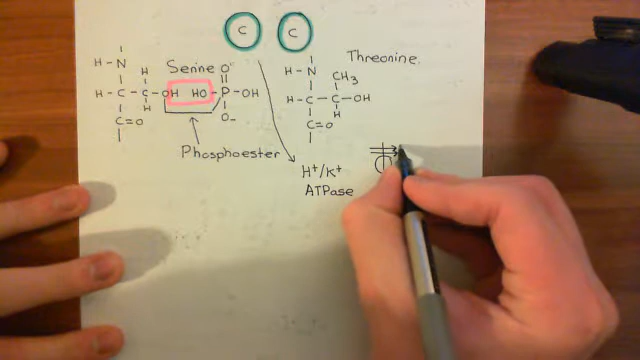 C C
Serine
Threonine.
H-N
H O
H-C-C-OH HO-P-OH
H O-
C=O
H-N
CH3
H-C-C-OH
H
C=O
Phosphoester
H+/K+
ATPase